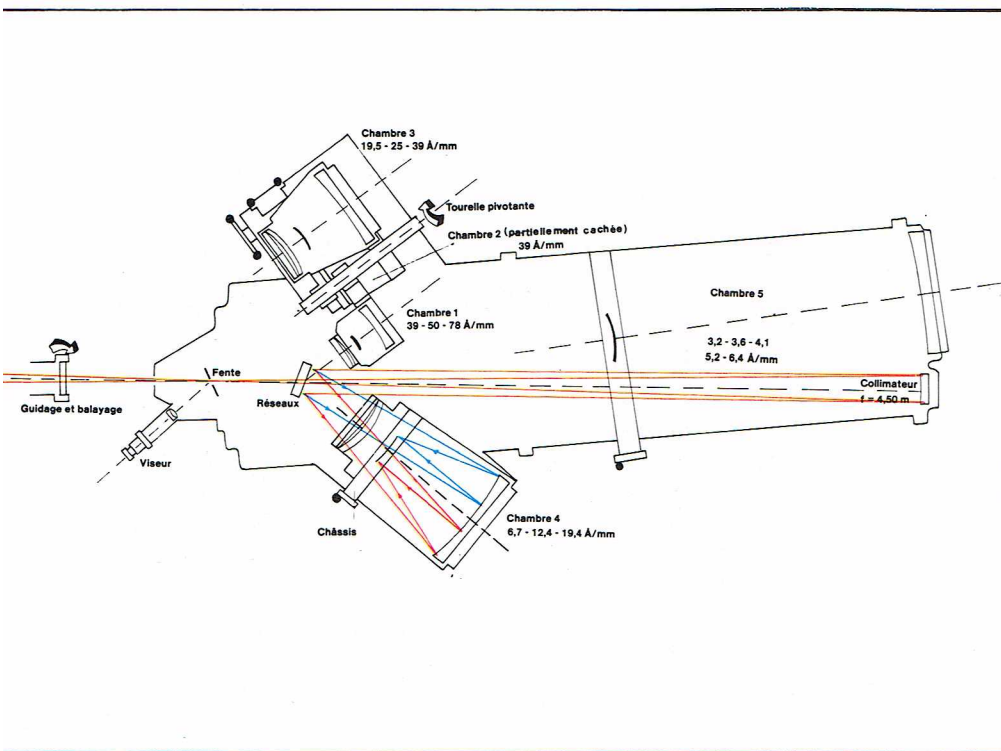 Chambre 3
19,5 - 25 - 39 Å/mm
Tourelle pivotante
Chambre 2 (partiellement cachée)
39 Å/mm
Chambre 5
Chambre 1
39 - 50 - 78 Å/mm
3,2 - 3,6 - 4,1
5,2 - 6,4 Å/mm
Fente
Collimateur
f = 4,50 m
Guidage et balayage
Réseaux
Viseur
Châssis
Chambre 4
6,7 - 12,4 - 19,4 Å/mm